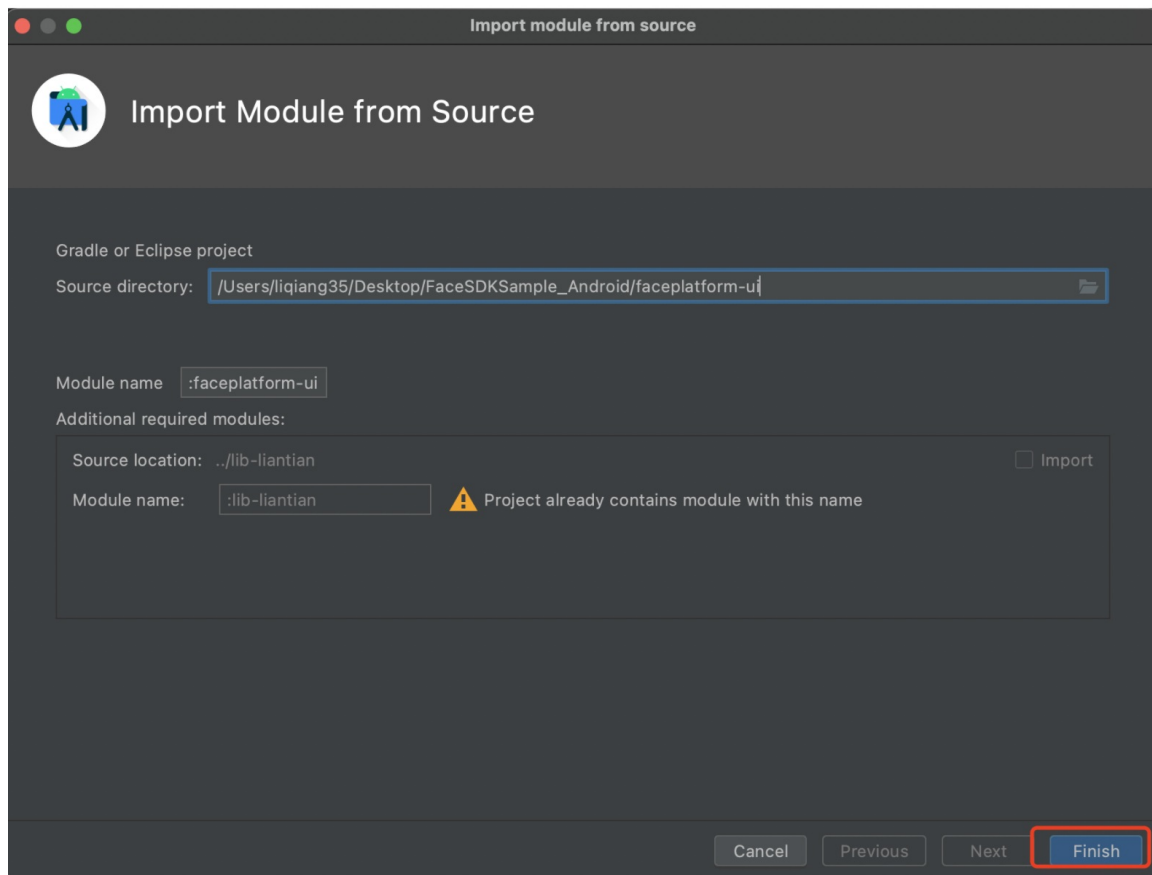 Import module from source
Import Module from Source
Gradle or Eclipse project
Source directory: /Users/liqiang35/Desktop/FaceSDKSample_Android/faceplatform-ui
Module name :faceplatform-ui
Additional required modules:
Source location: ../lib-liantian Import
Module name: :lib-liantian Project already contains module with this name
Cancel Previous Next Finish